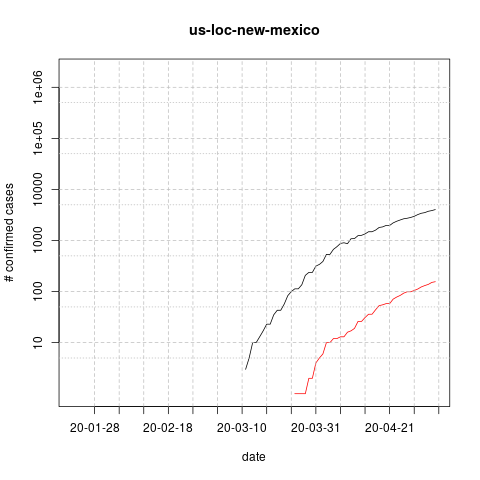 us-loc-new-mexico
# confirmed cases
1e+06
1e+05
10000
1000
100
10
20-01-28 20-02-18 20-03-10 20-03-31 20-04-21
date